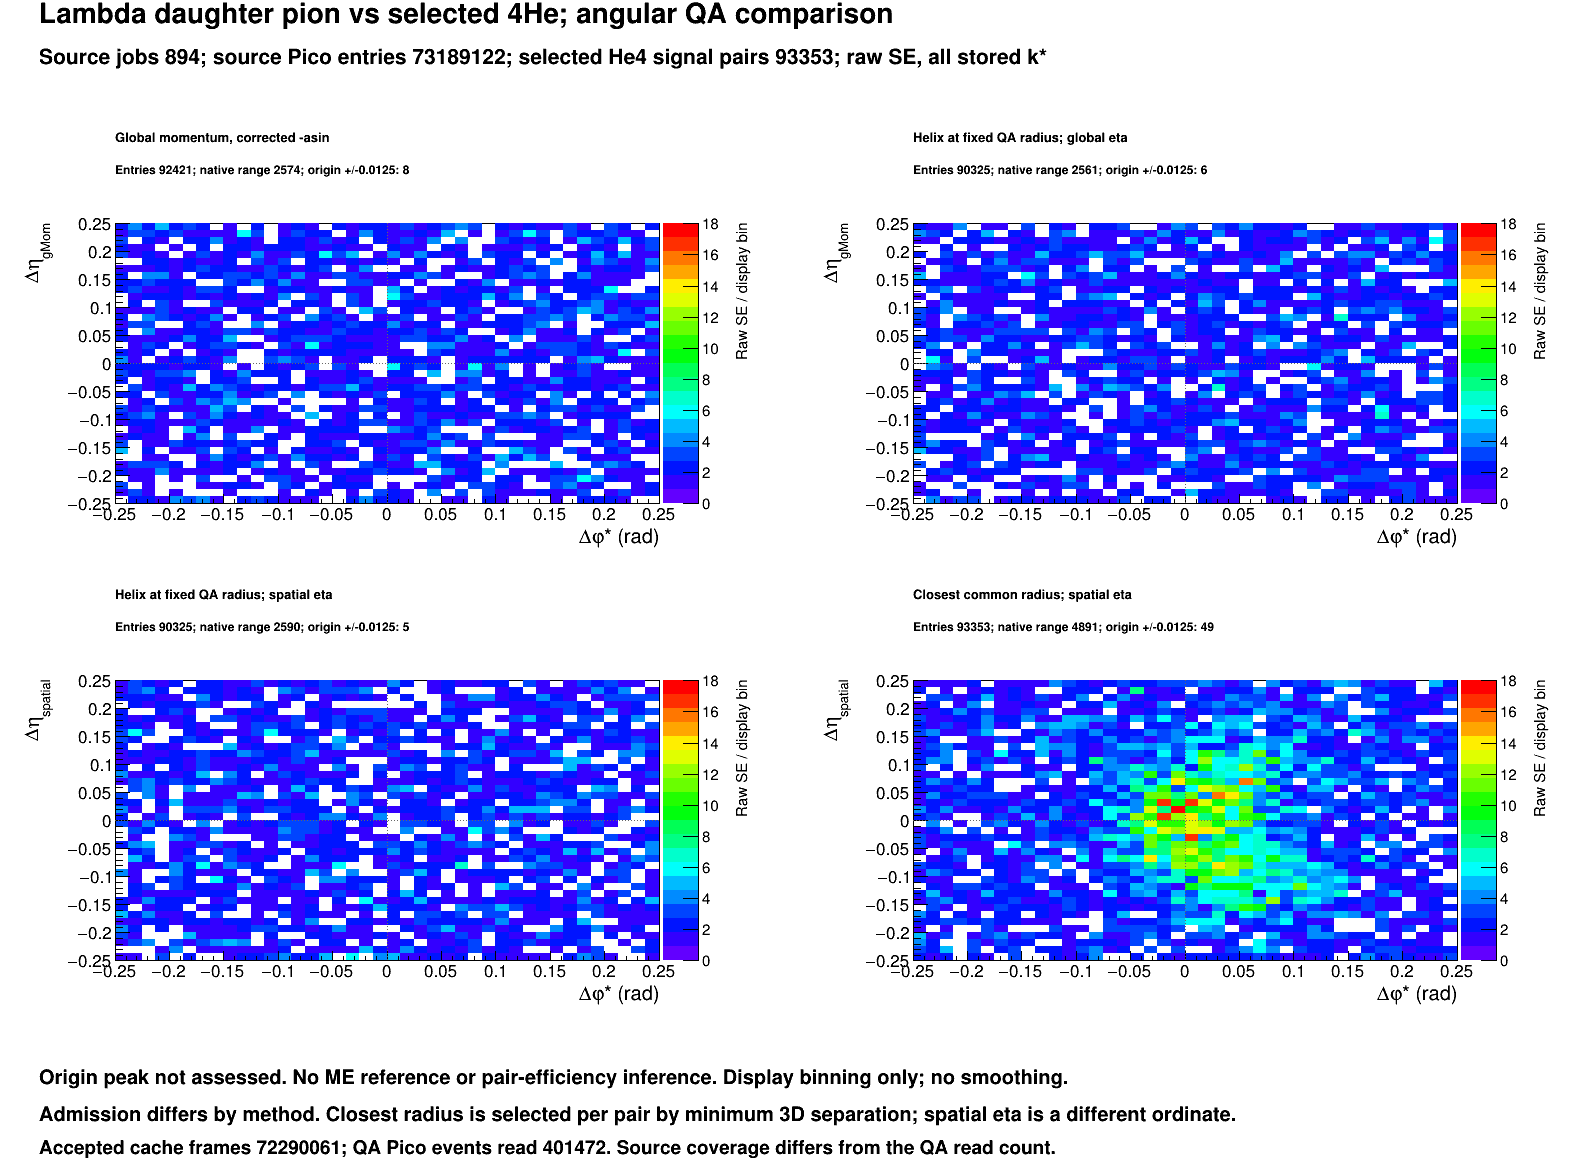 Lambda daughter pion vs selected 4He; angular QA comparison
Source jobs 894; source Pico entries 73189122; selected He4 signal pairs 93353; raw SE, all stored k*
Global momentum, corrected -asin
Entries 92421; native range 2574; origin +/-0.0125: 8
Δη gMom
0.25
0.2
0.15
0.1
0.05
0
−0.05
−0.1
−0.15
−0.2
−0.25
−0.25 −0.2 −0.15 −0.1 −0.05 0 0.05 0.1 0.15 0.2 0.25
Δφ* (rad)
18
16
14
12
10
8
6
4
2
0
Raw SE / display bin
Helix at fixed QA radius; global eta
Entries 90325; native range 2561; origin +/-0.0125: 6
Δη gMom
0.25
0.2
0.15
0.1
0.05
0
−0.05
−0.1
−0.15
−0.2
−0.25
−0.25 −0.2 −0.15 −0.1 −0.05 0 0.05 0.1 0.15 0.2 0.25
Δφ* (rad)
18
16
14
12
10
8
6
4
2
0
Raw SE / display bin
Helix at fixed QA radius; spatial eta
Entries 90325; native range 2590; origin +/-0.0125: 5
Δη spatial
0.25
0.2
0.15
0.1
0.05
0
−0.05
−0.1
−0.15
−0.2
−0.25
−0.25 −0.2 −0.15 −0.1 −0.05 0 0.05 0.1 0.15 0.2 0.25
Δφ* (rad)
18
16
14
12
10
8
6
4
2
0
Raw SE / display bin
Closest common radius; spatial eta
Entries 93353; native range 4891; origin +/-0.0125: 49
Δη spatial
0.25
0.2
0.15
0.1
0.05
0
−0.05
−0.1
−0.15
−0.2
−0.25
−0.25 −0.2 −0.15 −0.1 −0.05 0 0.05 0.1 0.15 0.2 0.25
Δφ* (rad)
18
16
14
12
10
8
6
4
2
0
Raw SE / display bin
Origin peak not assessed. No ME reference or pair-efficiency inference. Display binning only; no smoothing.
Admission differs by method. Closest radius is selected per pair by minimum 3D separation; spatial eta is a different ordinate.
Accepted cache frames 72290061; QA Pico events read 401472. Source coverage differs from the QA read count.